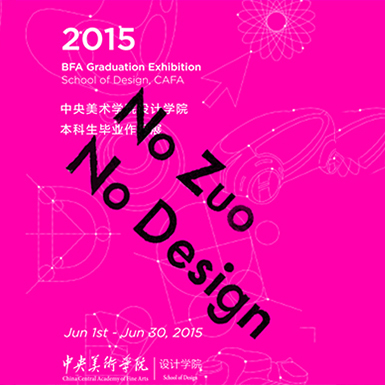 2015
BFA Graduation Exhibition
School of Design, CAFA
中央美术学院设计学院
本科生毕业作品展
No Zuo
No Design
Jun 1st - Jun 30, 2015
中央美術學院 设计学院
China Central Academy of Fine Arts School of Design